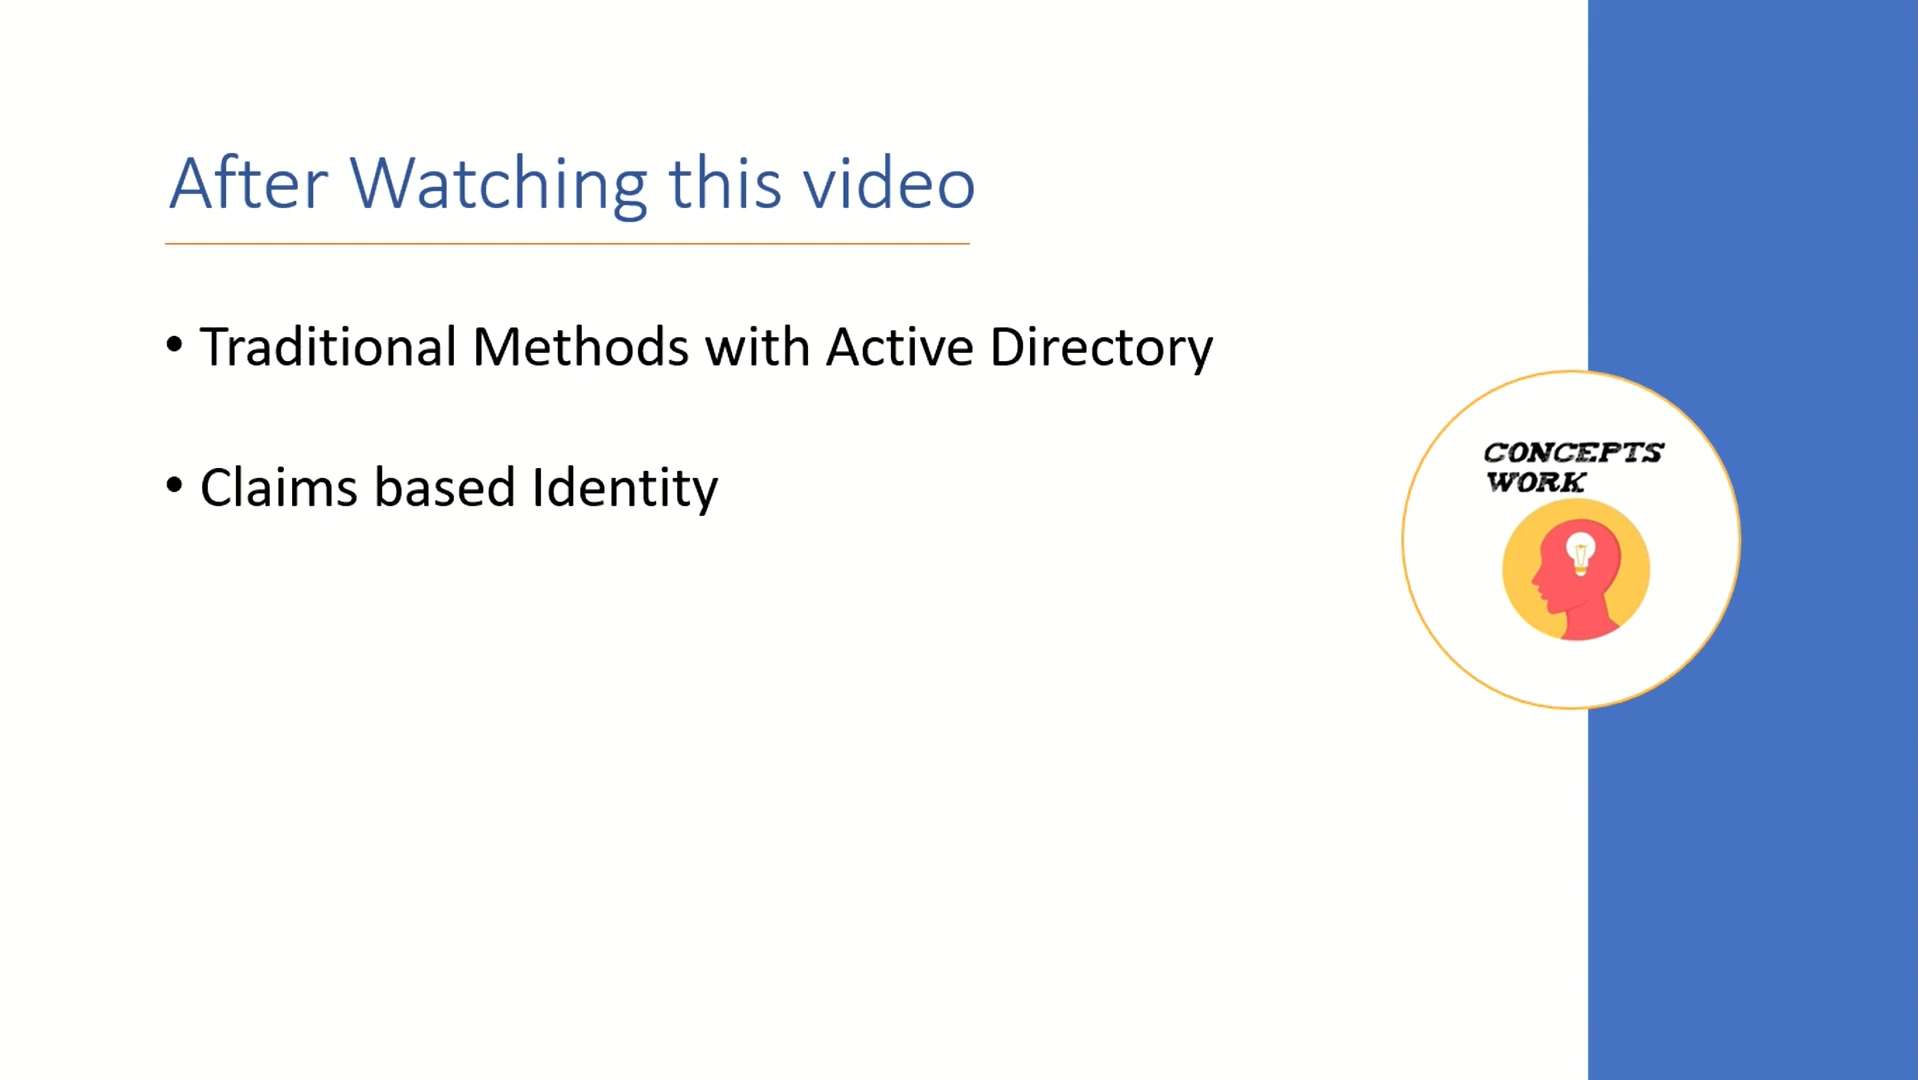 After Watching this video
• Traditional Methods with Active Directory
• Claims based Identity
CONCEPTS
WORK